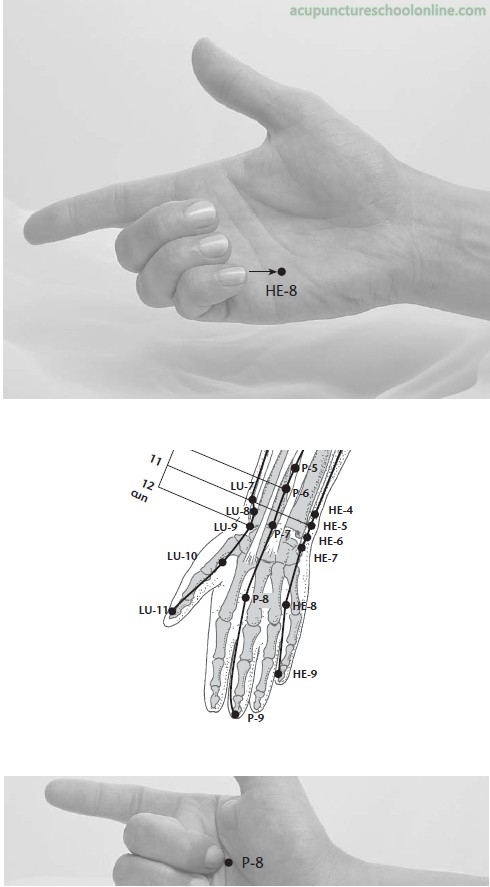 acupunctureschoolonline.com
HE-8
11
12
cun
P-5
P-6
LU-7
LU-8
LU-9
P-7
HE-4
HE-5
HE-6
HE-7
LU-10
LU-11
P-8
HE-8
HE-9
P-9
P-8